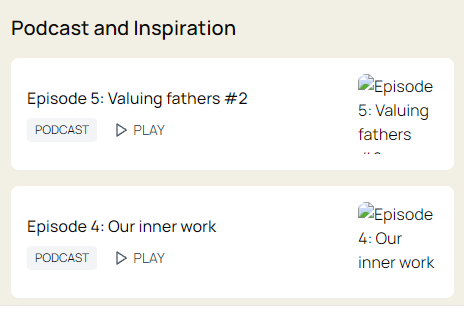 Podcast and Inspiration
Episode 5: Valuing fathers #2
PODCAST
PLAY
Episode
5: Valuing
fathers
Episode 4: Our inner work
PODCAST
PLAY
Episode
4: Our
inner work